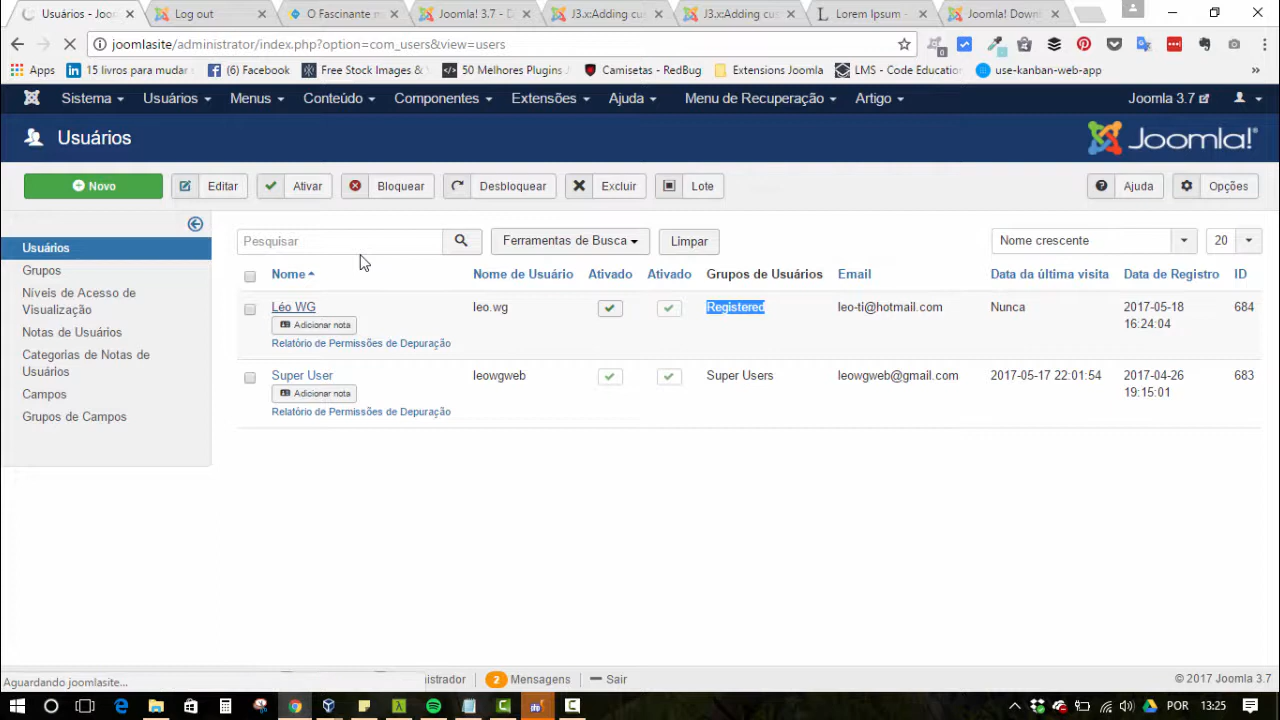 Usuários - Joo
Log out
O Fascinante m
Joomla! 3.7 - D
J3.x:Adding cu
J3.x:Adding cus
Lorem Ipsum -
Joomla! Down
joomlasite/administrator/index.php?option=com_users&view=users
Apps
15 livros para mudar
(6) Facebook
Free Stock Images &
50 Melhores Plugins
Camisetas - RedBug
Extensions Joomla
LMS - Code Educatio
use-kanban-web-app
Sistema
Usuários
Menus
Conteúdo
Componentes
Extensões
Ajuda
Menu de Recuperação
Artigo
Joomla 3.7
Usuários
Joomla!
Novo
Editar
Ativar
Bloquear
Desbloquear
Excluir
Lote
Ajuda
Opções
Usuários
Grupos
Níveis de Acesso de
Visualização
Notas de Usuários
Categorias de Notas de
Usuários
Campos
Grupos de Campos
Pesquisar
Ferramentas de Busca
Limpar
Nome crescente
20
Nome
Nome de Usuário
Ativado
Ativado
Grupos de Usuários
Email
Data da última visita
Data de Registro
ID
Léo WG
leo.wg
Registered
leo-ti@hotmail.com
Nunca
2017-05-18
16:24:04
684
Adicionar nota
Relatório de Permissões de Depuração
Super User
leowgweb
Super Users
leowgweb@gmail.com
2017-05-17 22:01:54
2017-04-26
19:15:01
683
Adicionar nota
Relatório de Permissões de Depuração
Aguardando joomlasite...
ministrador
2 Mensagens
Sair
© 2017 Joomla 3.7
POR
13:25